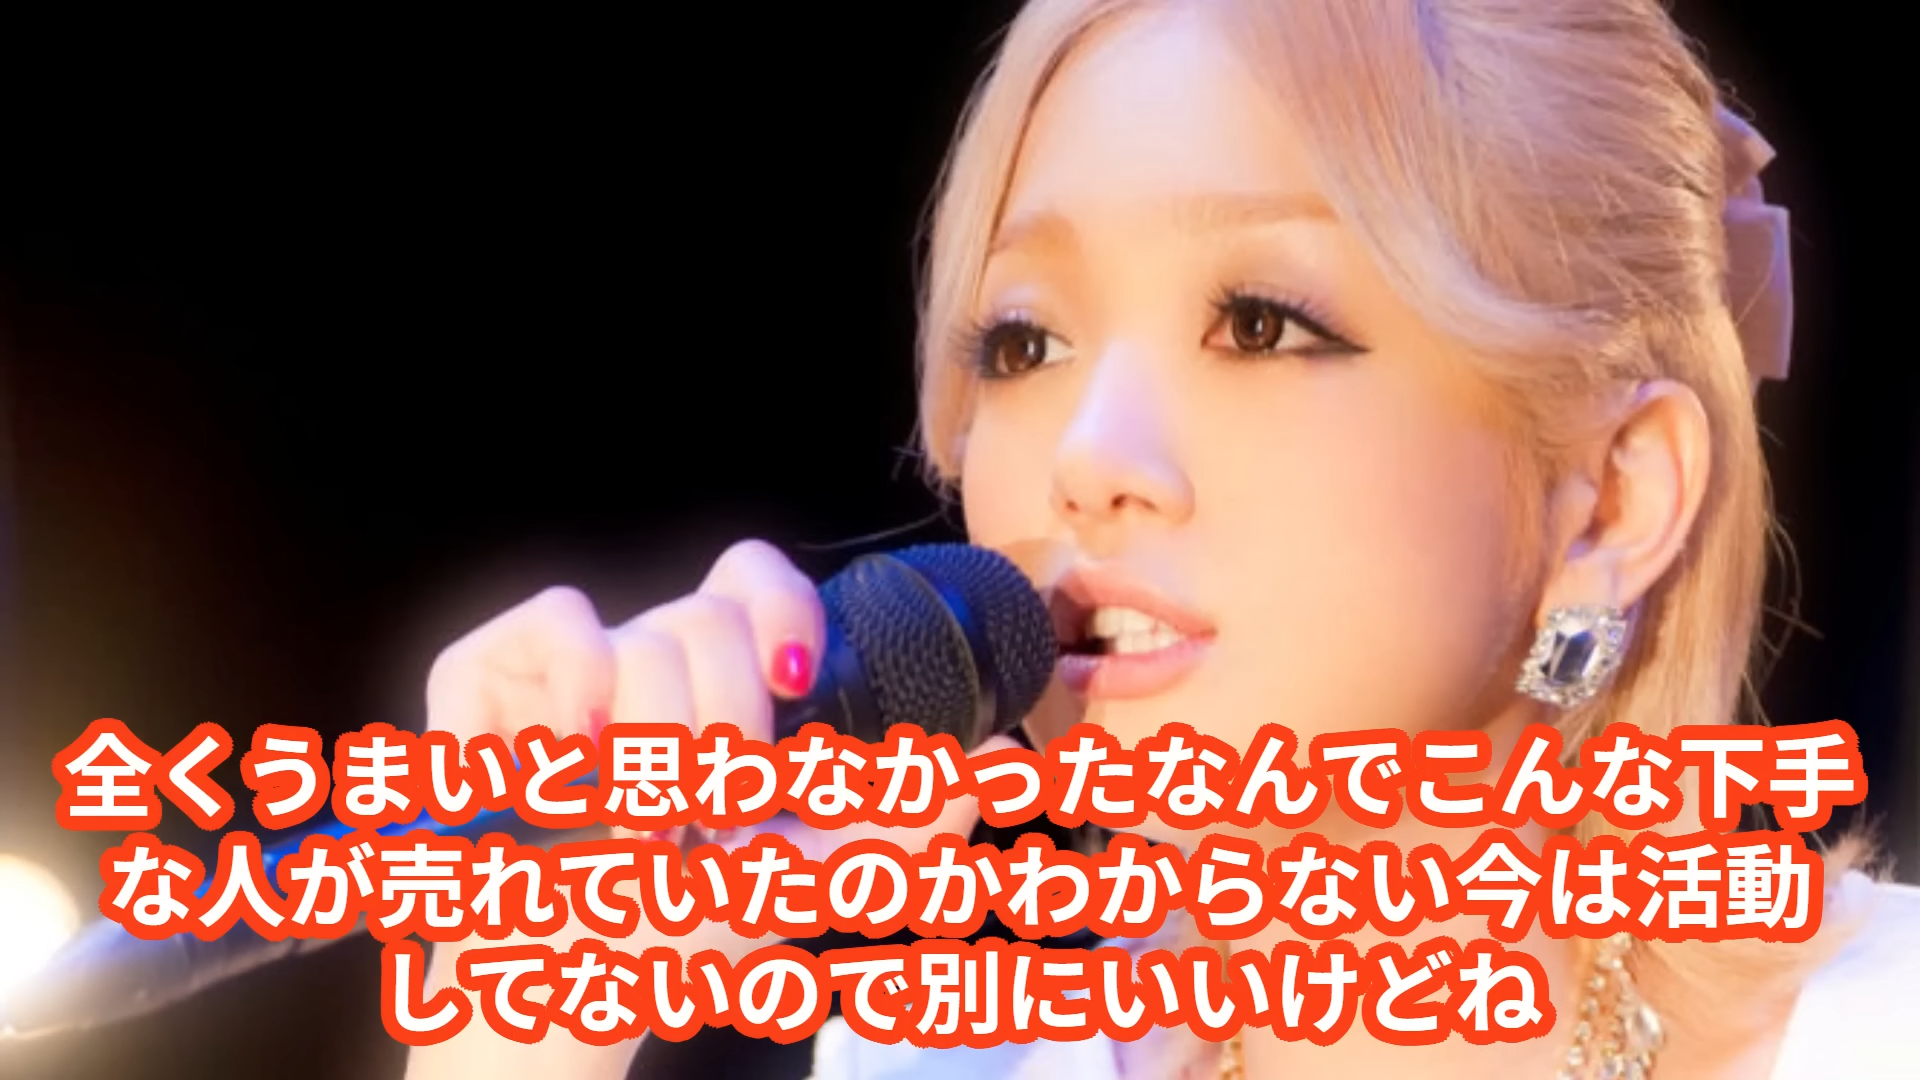 全くうまいと思わなかったなんでこんな下手
な人が売れていたのかわからない今は活動
してないので別にいいけどね